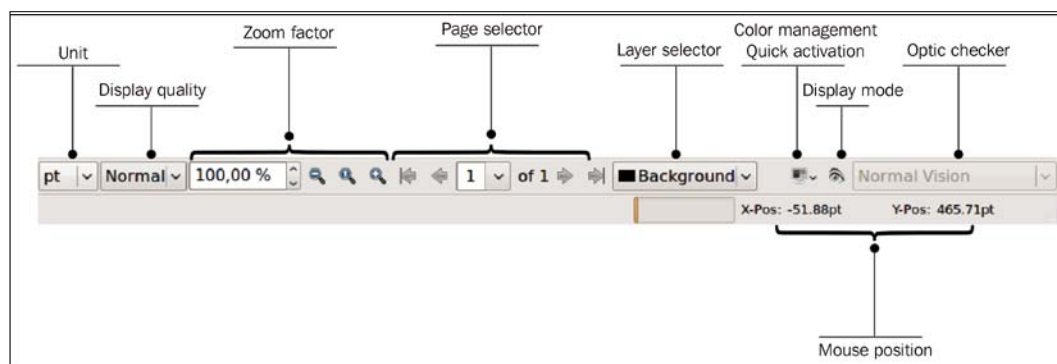 Zoom factor
Page selector
Color management
Unit
Layer selector
Quick activation
Optic checker
Display quality
Display mode
pt
Normal
100,00 %
1
of 1
Background
Normal Vision
X-Pos: -51.88pt
Y-Pos: 465.71pt
Mouse position